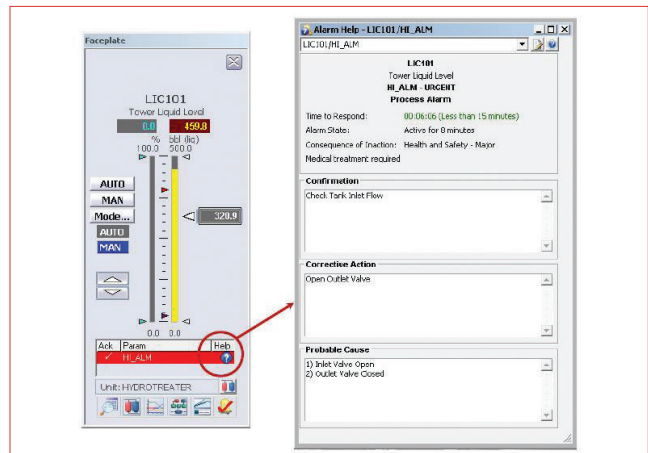 Faceplate
LIC101
Tower Liquid Level
0.0 459.8
% bbl (liq)
100.0 500.0
AUTO
MAN
Mode...
AUTO
MAN
320.9
0.0 0.0
Ack Param Help
✓ HI_ALM ?
Unit: HYDROTREATER
Alarm Help - LIC101/HI_ALM
LIC101/HI_ALM
LIC101
Tower Liquid Level
HI_ALM - URGENT
Process Alarm
Time to Respond: 00:06:06 (Less than 15 minutes)
Alarm State: Active for 8 minutes
Consequence of Inaction: Health and Safety - Major
Medical treatment required
Confirmation
Check Tank Inlet Flow
Corrective Action
Open Outlet Valve
Probable Cause
1) Inlet Valve Open
2) Outlet Valve Closed